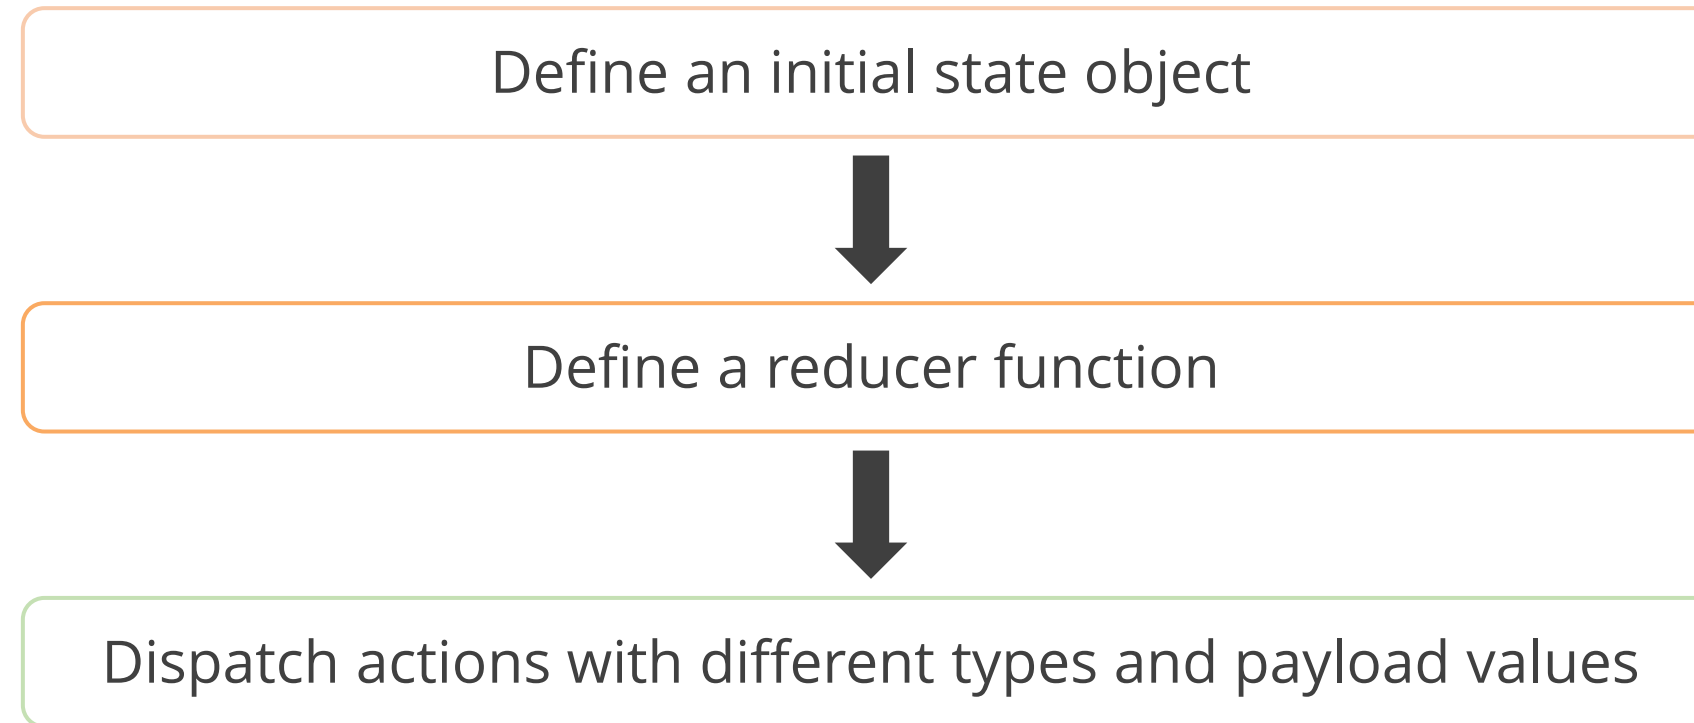 Define an initial state object
Define a reducer function
Dispatch actions with different types and payload values